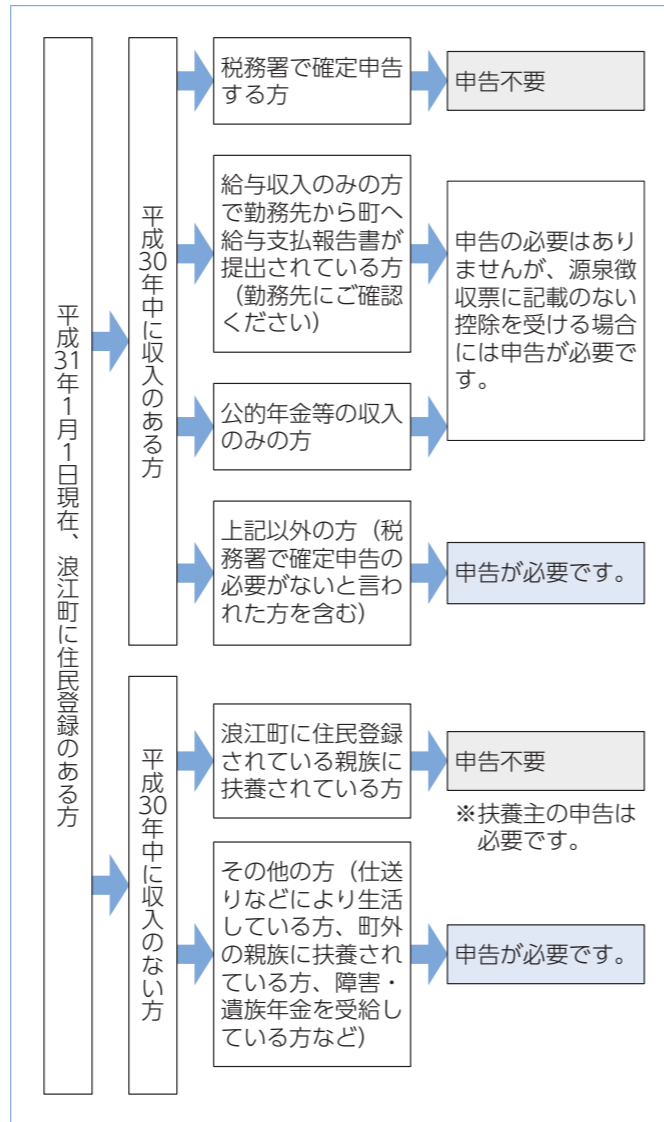 平成31年1月1日現在、浪江町に住民登録のある方
平成30年中に収入のある方
税務署で確定申告
する方
申告不要
給与収入のみの方
で勤務先から町へ
給与支払報告書が
提出されている方
（勤務先にご確認
ください）
申告の必要はあり
ませんが、源泉徴
収票に記載のない
控除を受ける場合
には申告が必要で
す。
公的年金等の収入
のみの方
上記以外の方（税
務署で確定申告の
必要がないと言わ
れた方を含む）
申告が必要です。
平成30年中に収入のない方
浪江町に住民登録
されている親族に
扶養されている方
申告不要
※扶養主の申告は
必要です。
その他の方（仕送
りなどにより生活
している方、町外
の親族に扶養され
ている方、障害・
遺族年金を受給し
ている方など）
申告が必要です。